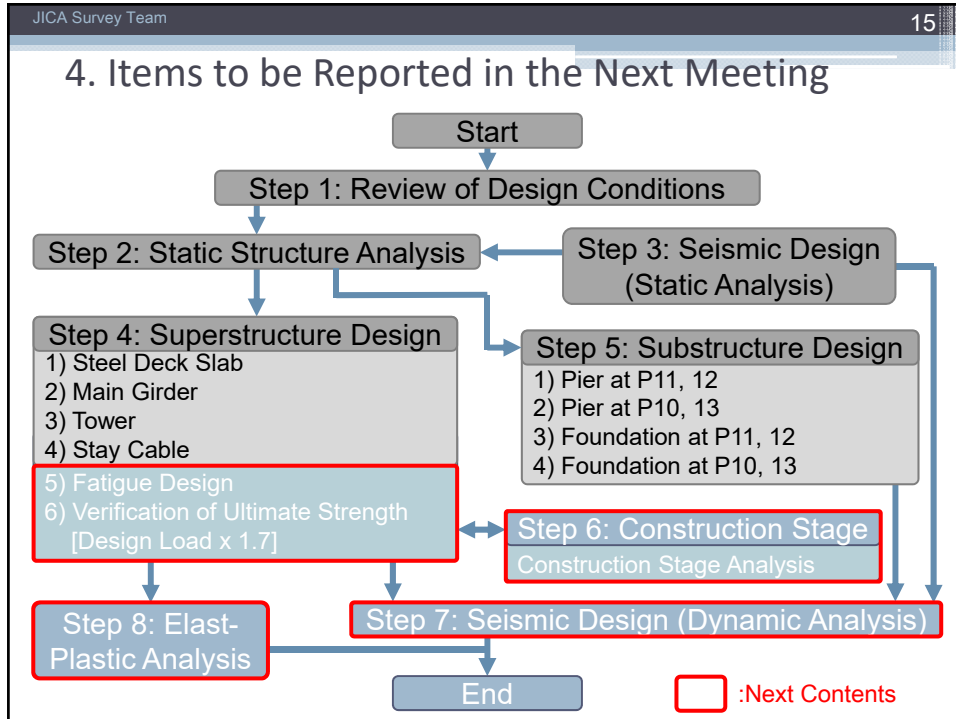 JICA Survey Team
15
4. Items to be Reported in the Next Meeting
Start
Step 1: Review of Design Conditions
Step 2: Static Structure Analysis
Step 3: Seismic Design
(Static Analysis)
Step 4: Superstructure Design
1) Steel Deck Slab
2) Main Girder
3) Tower
4) Stay Cable
5) Fatigue Design
6) Verification of Ultimate Strength
[Design Load x 1.7]
Step 5: Substructure Design
1) Pier at P11, 12
2) Pier at P10, 13
3) Foundation at P11, 12
4) Foundation at P10, 13
Step 6: Construction Stage
Construction Stage Analysis
Step 8: Elast-
Plastic Analysis
Step 7: Seismic Design (Dynamic Analysis)
End
:Next Contents